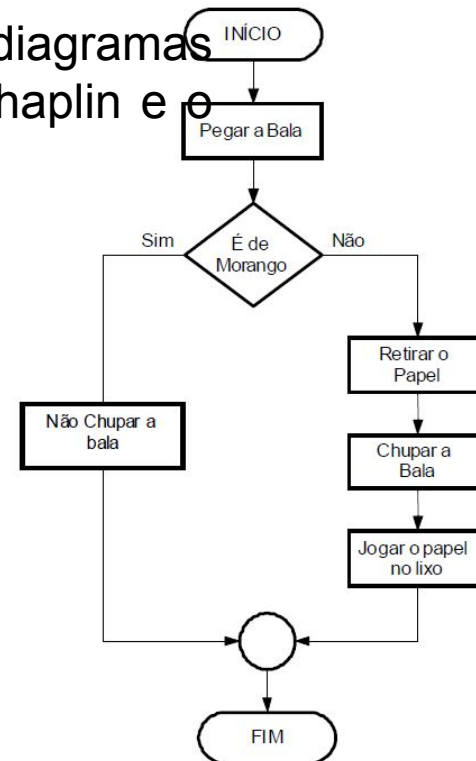 diagramas
haplin e o
INÍCIO
Pegar a Bala
É de
Morango
Sim
Não
Não Chupar a
bala
Retirar o
Papel
Chupar a
Bala
Jogar o papel
no lixo
FIM